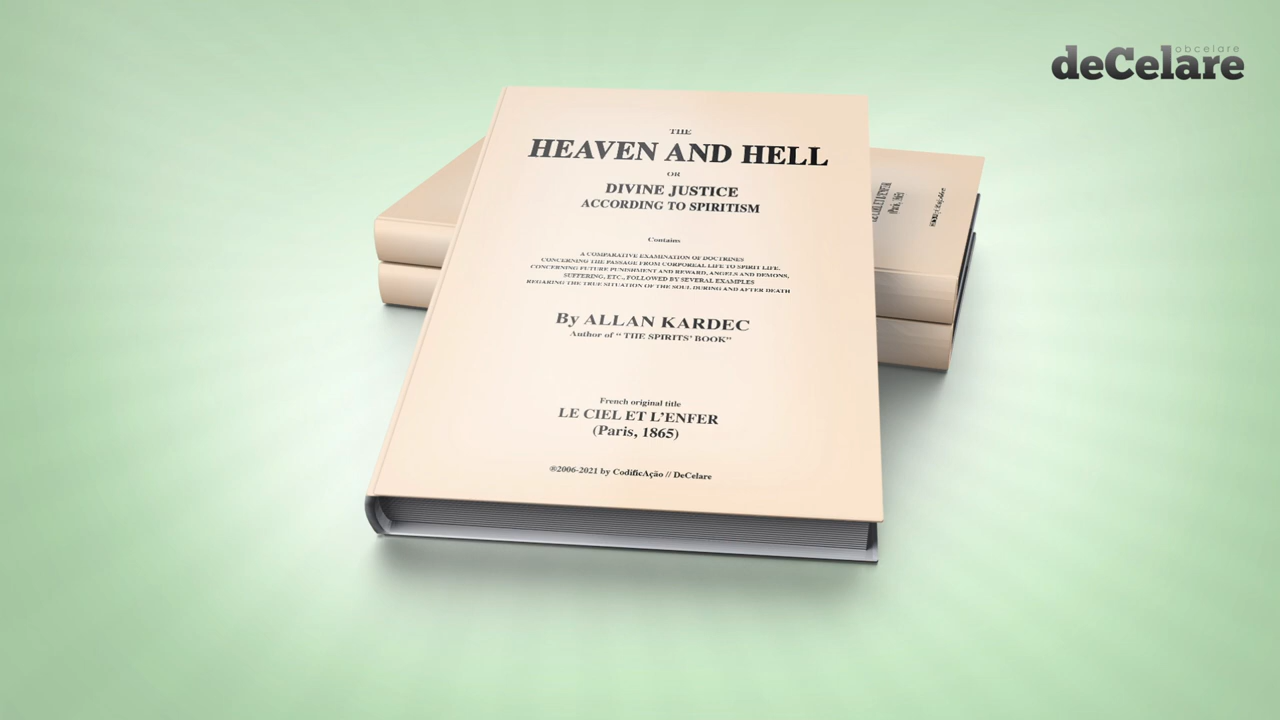 obcelare
deCelare
THE
HEAVEN AND HELL
OR
DIVINE JUSTICE
ACCORDING TO SPIRITISM
Contains
A COMPARATIVE EXAMINATION OF DOCTRINES
CONCERNING THE PASSAGE FROM CORPOREAL LIFE TO SPIRIT LIFE,
CONCERNING FUTURE PUNISHMENT AND REWARD, ANGELS AND DEMONS,
SUFFERING, ETC., FOLLOWED BY SEVERAL EXAMPLES
REGARING THE TRUE SITUATION OF THE SOUL DURING AND AFTER DEATH
By ALLAN KARDEC
Author of “ THE SPIRITS’ BOOK”
French original title
LE CIEL ET L’ENFER
(Paris, 1865)
®2006-2021 by CodificAção // DeCelare
(Paris, 1865)